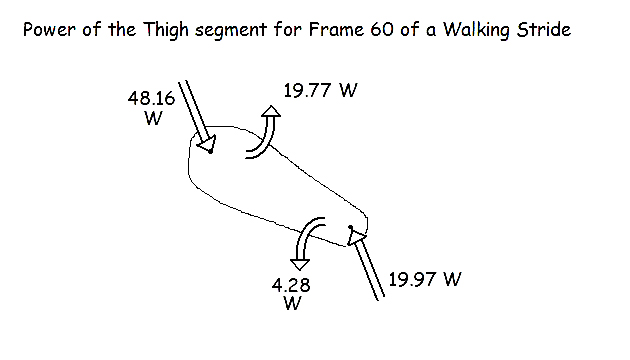 Power of the Thigh segment for Frame 60 of a Walking Stride
19.77 W
48.16
W
4.28
W
19.97 W